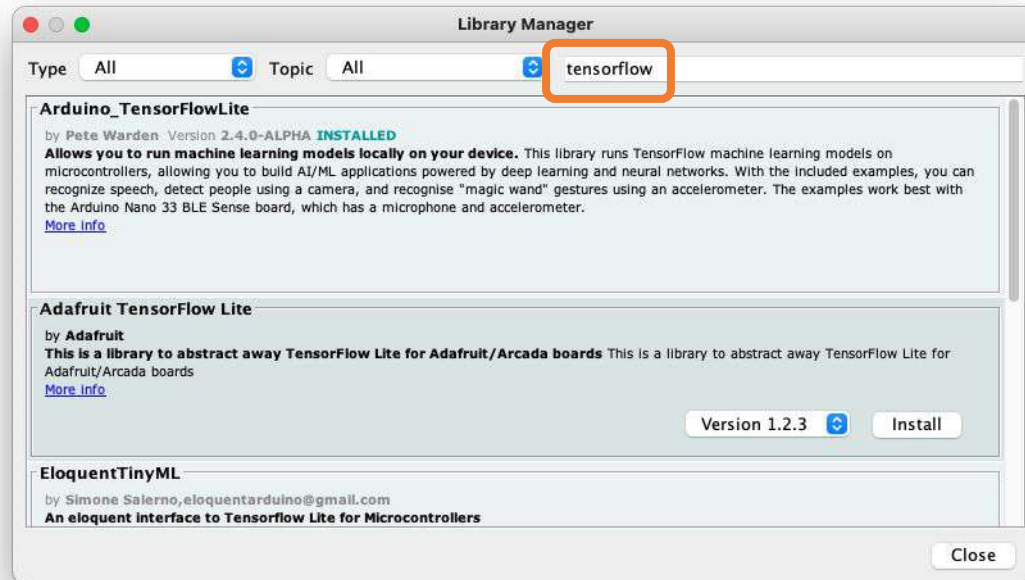 Library Manager
Type All Topic All tensorflow
Arduino_TensorFlowLite
by Pete Warden Version 2.4.0-ALPHA INSTALLED
Allows you to run machine learning models locally on your device. This library runs TensorFlow machine learning models on
microcontrollers, allowing you to build AI/ML applications powered by deep learning and neural networks. With the included examples, you can
recognize speech, detect people using a camera, and recognise "magic wand" gestures using an accelerometer. The examples work best with
the Arduino Nano 33 BLE Sense board, which has a microphone and accelerometer.
More info
Adafruit TensorFlow Lite
by Adafruit
This is a library to abstract away TensorFlow Lite for Adafruit/Arcada boards This is a library to abstract away TensorFlow Lite for
Adafruit/Arcada boards
More info
Version 1.2.3 Install
EloquentTinyML
by Simone Salerno,eloquentarduino@gmail.com
An eloquent interface to Tensorflow Lite for Microcontrollers
Close